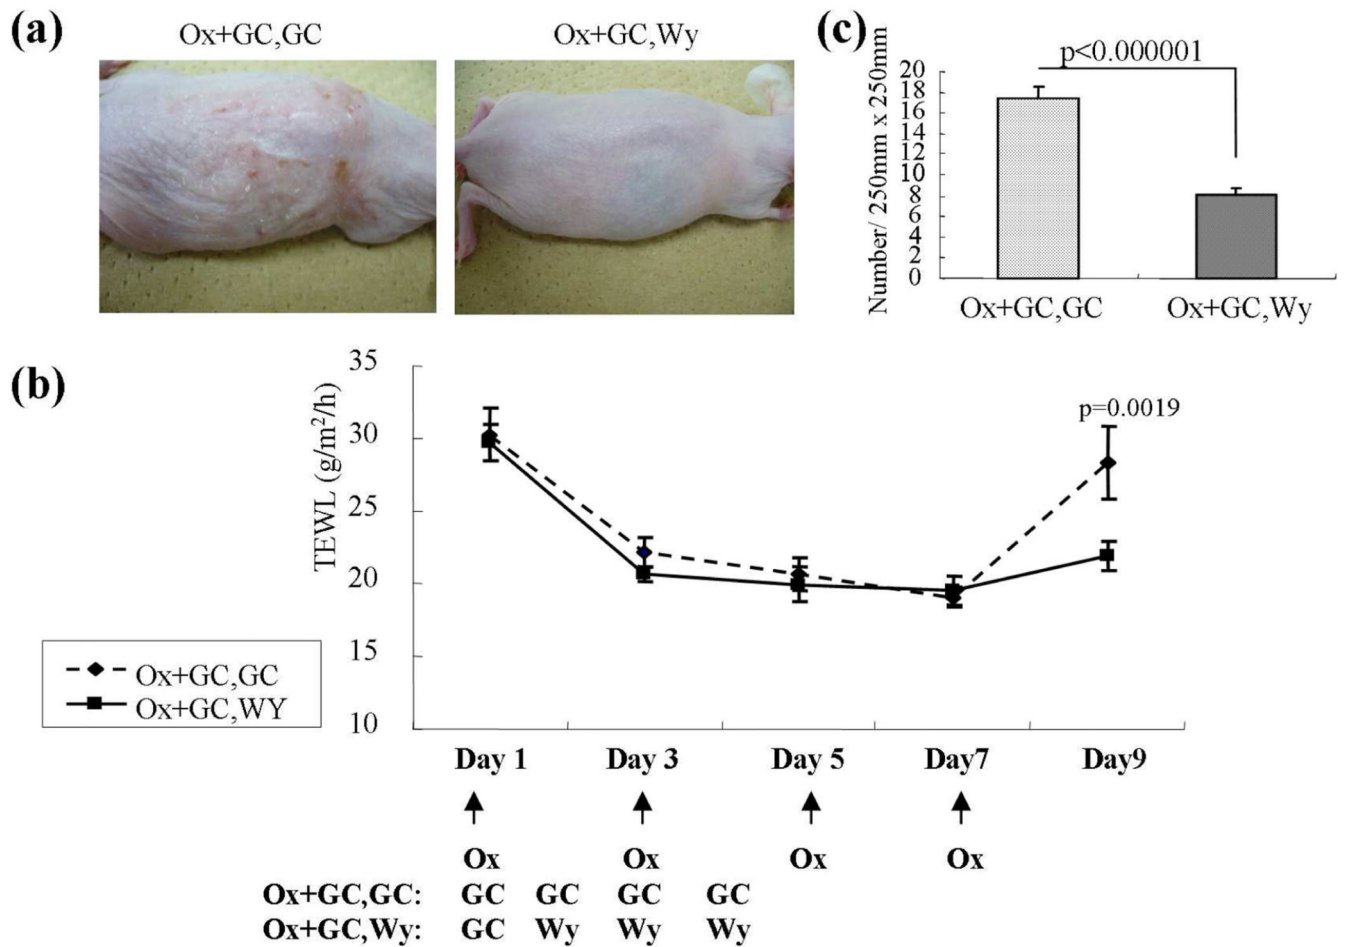 (a)
Ox+GC,GC
Ox+GC,Wy
(c)
Number/ 250mm x 250mm
p<0.000001
20
18
16
14
12
10
8
6
4
2
0
Ox+GC,GC
Ox+GC,Wy
(b)
TEWL (g/m²/h)
35
30
25
20
15
10
p=0.0019
Ox+GC,GC
Ox+GC,WY
Day 1 Day 3 Day 5 Day7 Day9
Ox Ox Ox Ox
Ox+GC,GC: GC GC GC GC
Ox+GC,Wy: GC Wy Wy Wy